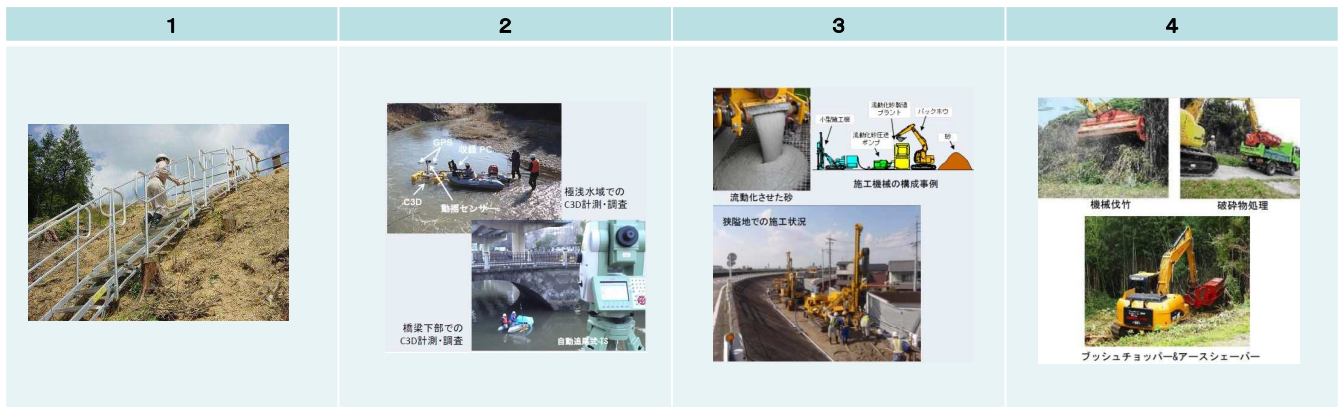 1
2
3
4
GPS
収録PC
C3D
動揺センサー
極浅水域での
C3D計測・調査
橋梁下部での
C3D計測・調査
自動追尾式TS
流動化砂製造
プラント
バックホウ
小型施工機
流動化砂圧送
ポンプ
砂
施工機械の構成事例
流動化させた砂
狭隘地での施工状況
機械伐竹
破砕物処理
ブッシュチョッパー&アースシェーバー